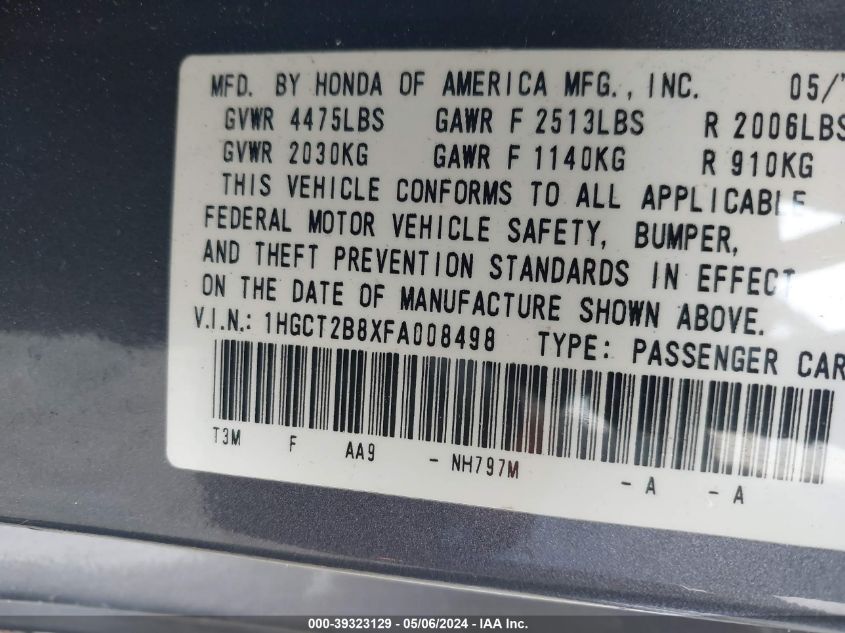 MFD. BY HONDA OF AMERICA MFG., INC. 05/
GVWR 4475LBS GAWR F 2513LBS R 2006LBS
GVWR 2030KG GAWR F 1140KG R 910KG
THIS VEHICLE CONFORMS TO ALL APPLICABLE
FEDERAL MOTOR VEHICLE SAFETY, BUMPER,
AND THEFT PREVENTION STANDARDS IN EFFECT
ON THE DATE OF MANUFACTURE SHOWN ABOVE.
V.I.N.: 1HGCT2B8XFA008498 TYPE: PASSENGER CAR
T3M F AA9 - NH797M - A - A
000-39323129 - 05/06/2024 - IAA Inc.